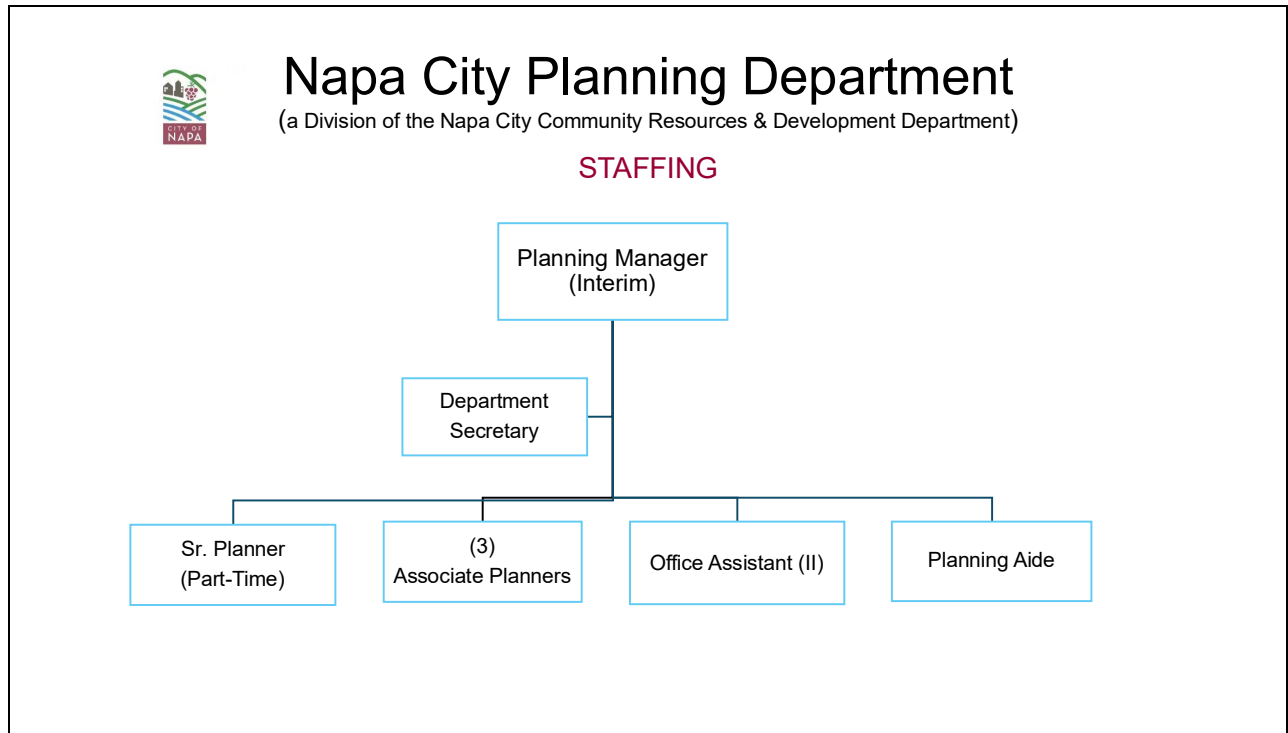 CITY OF
NAPA
Napa City Planning Department
(a Division of the Napa City Community Resources & Development Department)
STAFFING
Planning Manager
(Interim)
Department
Secretary
Sr. Planner
(Part-Time)
(3)
Associate Planners
Office Assistant (II)
Planning Aide